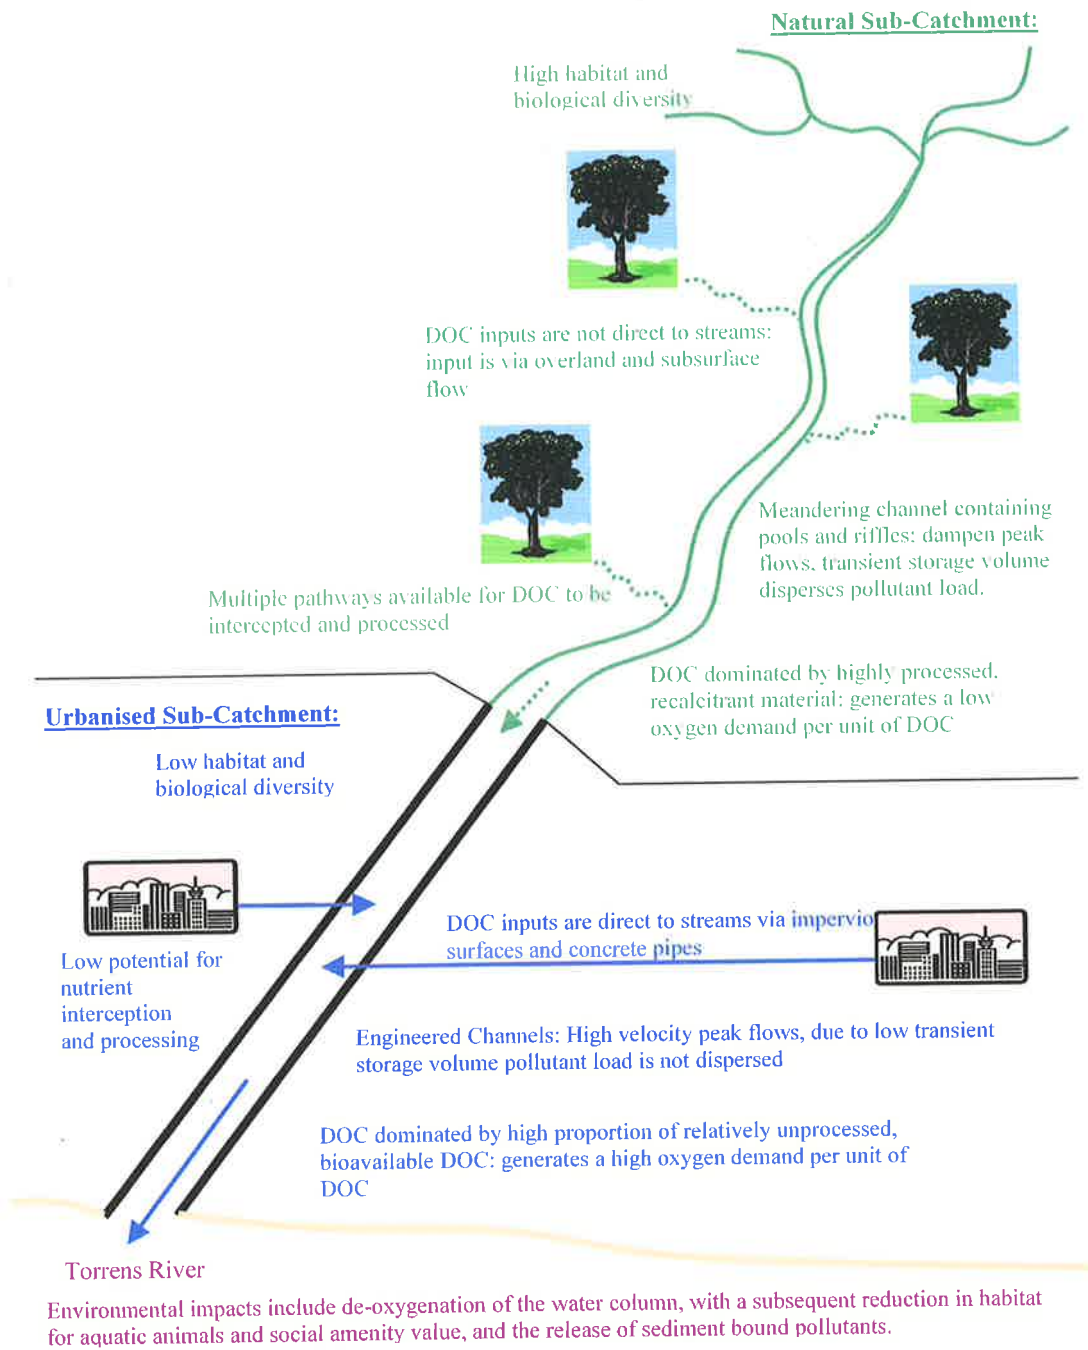 Natural Sub-Catchment:
High habitat and
biological diversity
DOC inputs are not direct to streams:
input is via overland and subsurface
flow
Meandering channel containing
pools and riffles: dampen peak
flows, transient storage volume
disperses pollutant load.
Multiple pathways available for DOC to be
intercepted and processed
DOC dominated by highly processed,
recalcitrant material: generates a low
oxygen demand per unit of DOC
Urbanised Sub-Catchment:
Low habitat and
biological diversity
DOC inputs are direct to streams via impervio
surfaces and concrete pipes
Low potential for
nutrient
interception
and processing
Engineered Channels: High velocity peak flows, due to low transient
storage volume pollutant load is not dispersed
DOC dominated by high proportion of relatively unprocessed,
bioavailable DOC: generates a high oxygen demand per unit of
DOC
Torrens River
Environmental impacts include de-oxygenation of the water column, with a subsequent reduction in habitat
for aquatic animals and social amenity value, and the release of sediment bound pollutants.